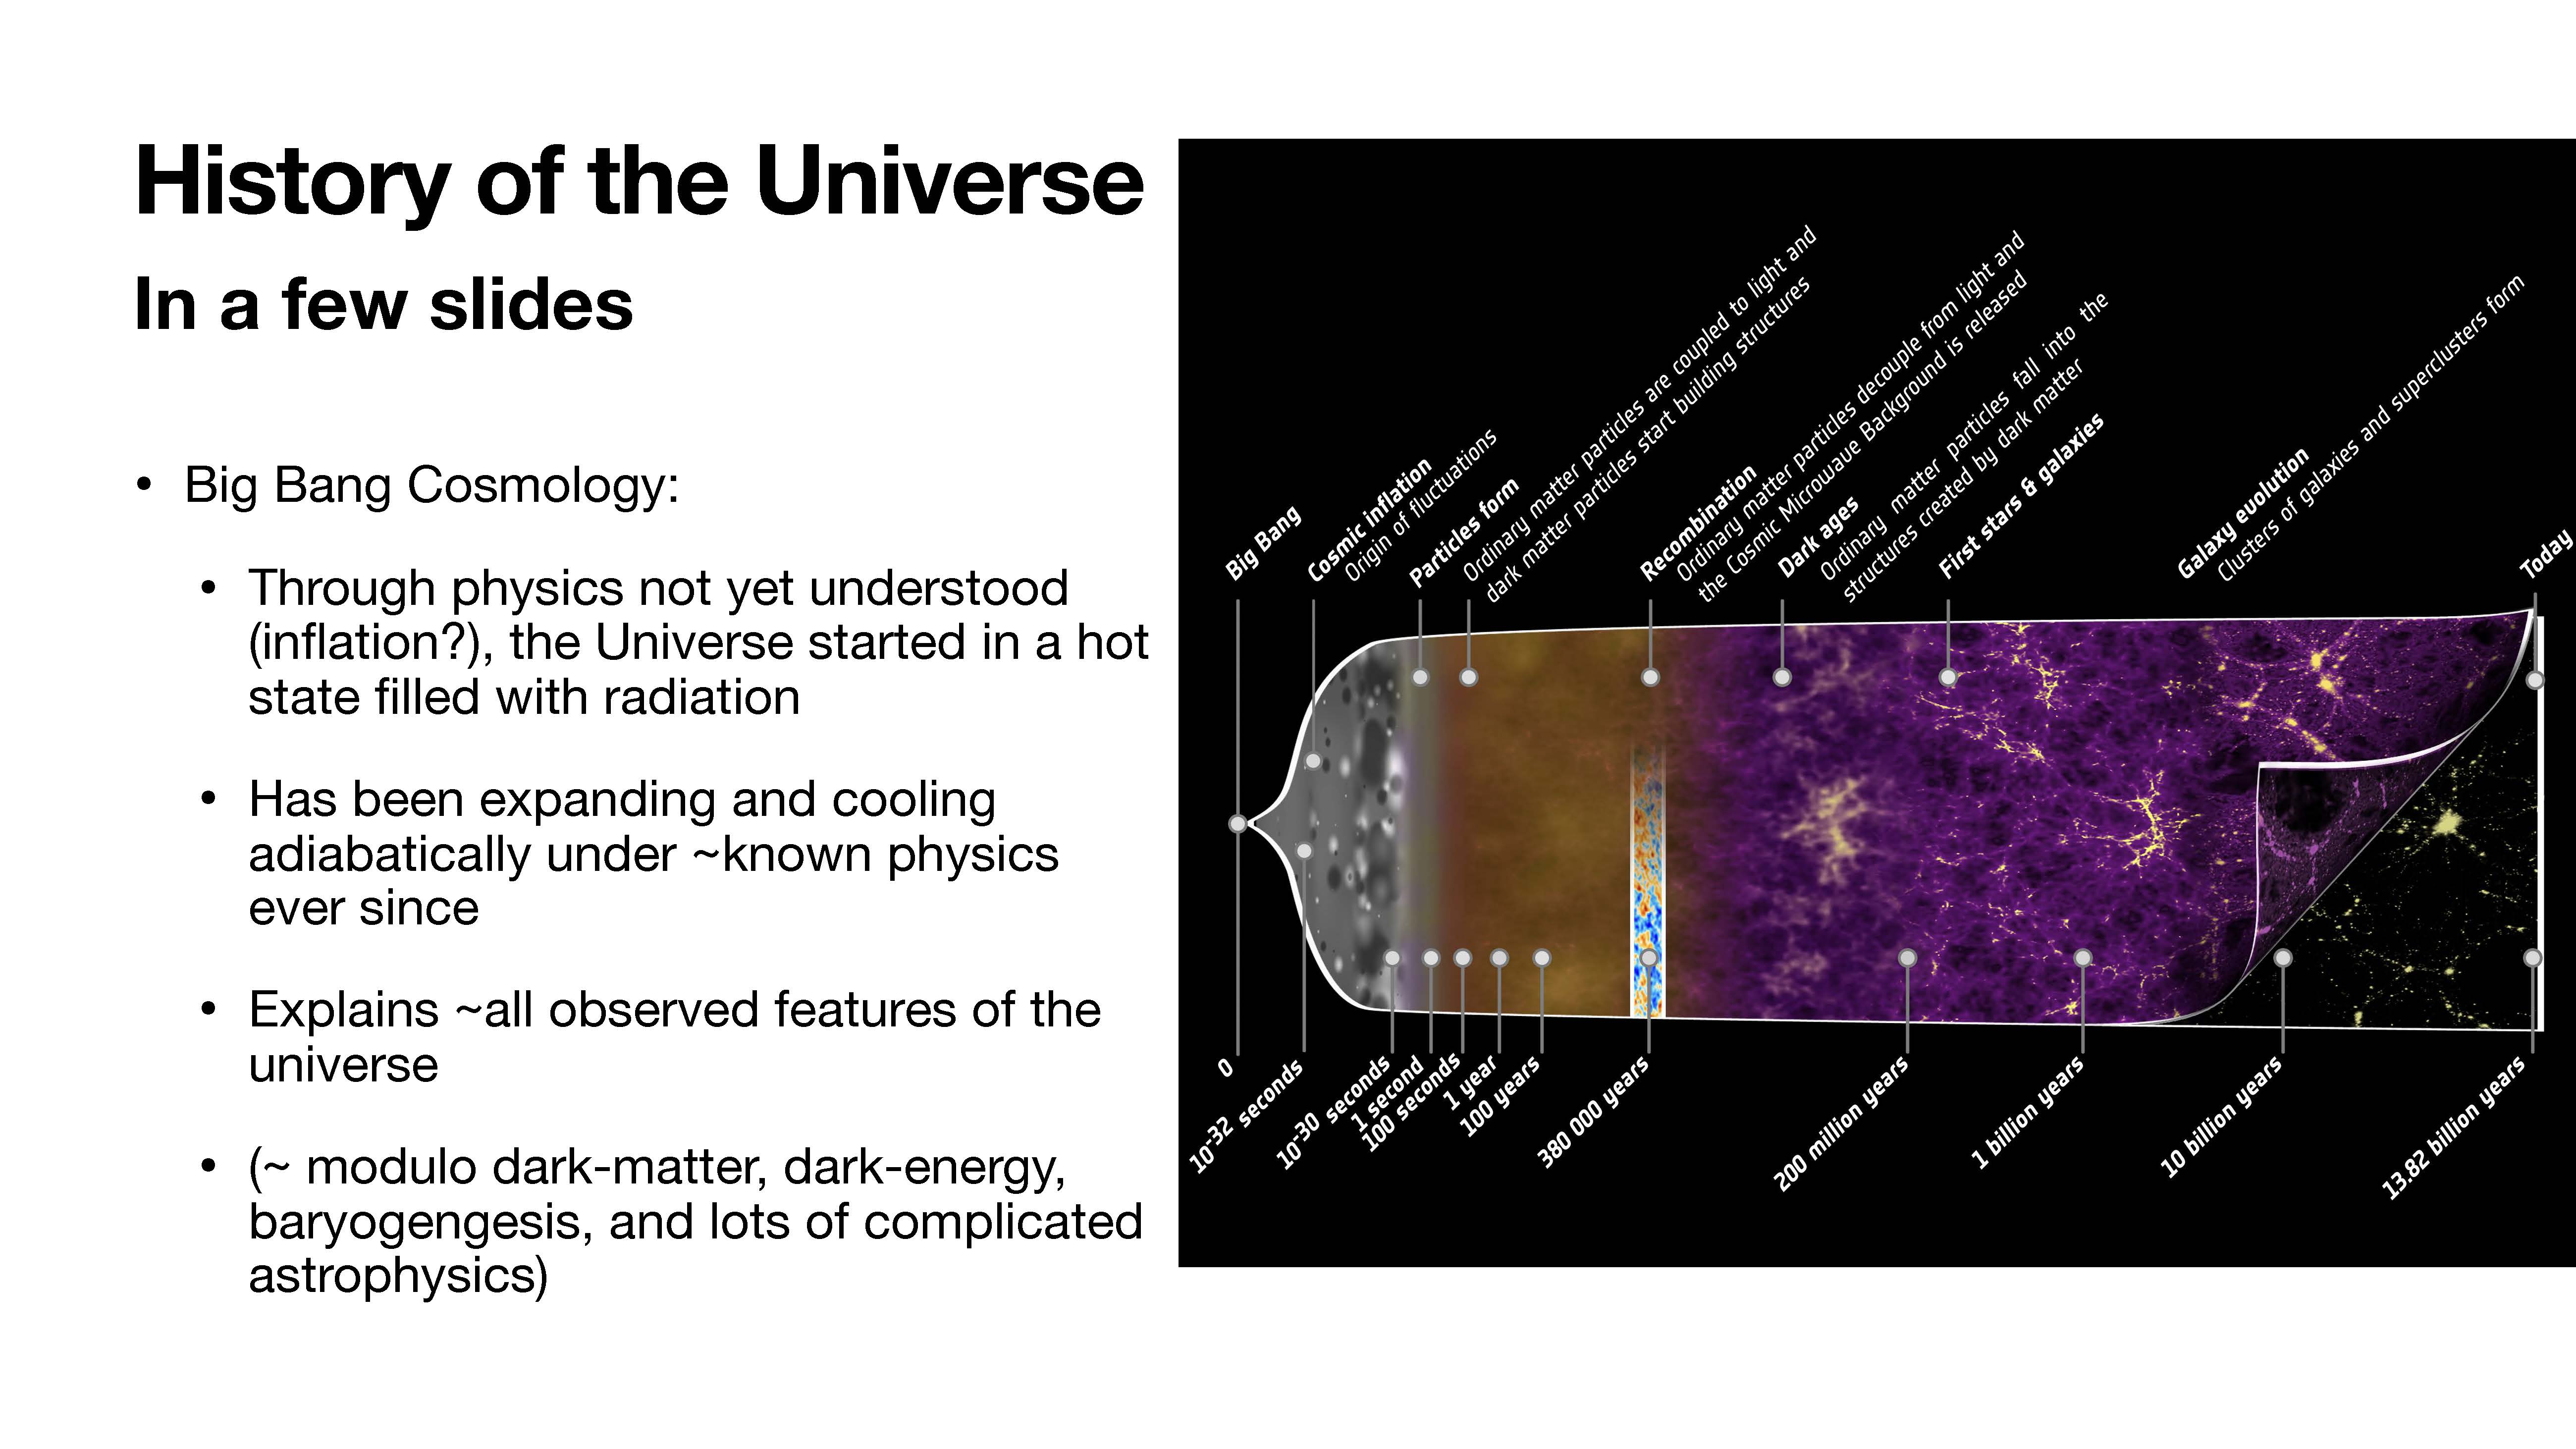 History of the Universe
In a few slides
• Big Bang Cosmology:
• Through physics not yet understood
(inflation?), the Universe started in a hot
state filled with radiation
• Has been expanding and cooling
adiabatically under ~known physics
ever since
• Explains ~all observed features of the
universe
• (~ modulo dark-matter, dark-energy,
baryogengesis, and lots of complicated
astrophysics)
Big Bang
Cosmic inflation
Origin of fluctuations
Particles form
Ordinary matter particles are coupled to light and
dark matter particles start building structures
Recombination
Ordinary matter particles decouple from light and
the Cosmic Microwave Background is released
Dark ages
Ordinary matter particles fall into the
structures created by dark matter
First stars & galaxies
Galaxy evolution
Clusters of galaxies and superclusters form
Today
0
10-32 seconds
10-30 seconds
1 second
100 seconds
1 year
100 years
380 000 years
200 million years
1 billion years
10 billion years
13.82 billion years